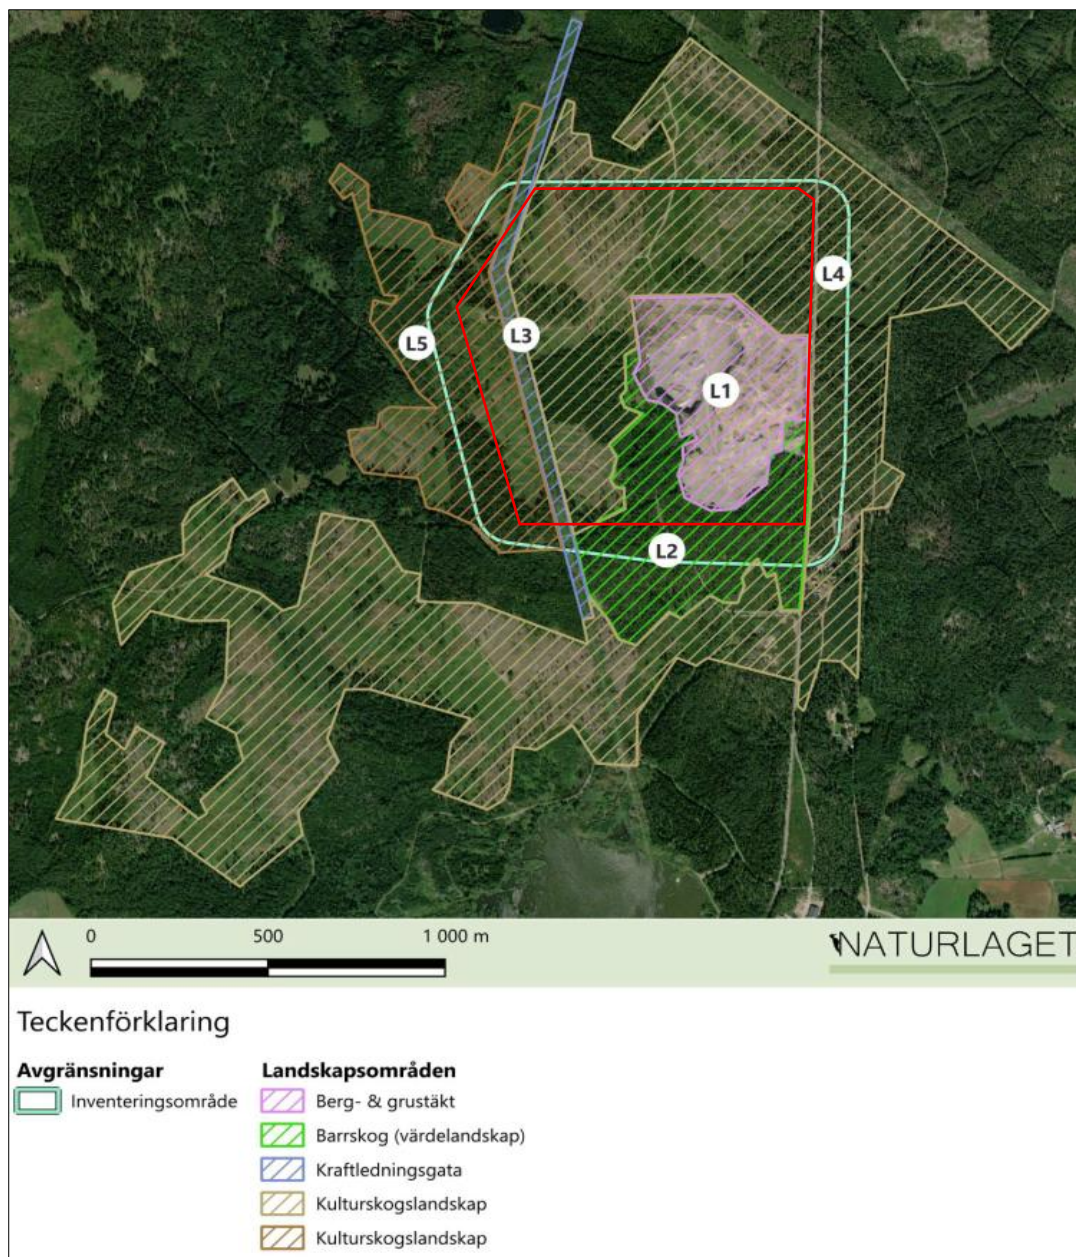 L4
L3
L5
L1
L2
0 500 1 000 m
NATURLAGET
Teckenförklaring
Avgränsningar
Inventeringsområde
Landskapsområden
Berg- & grustäkt
Barrskog (värdelandskap)
Kraftledningsgata
Kulturskogslandskap
Kulturskogslandskap